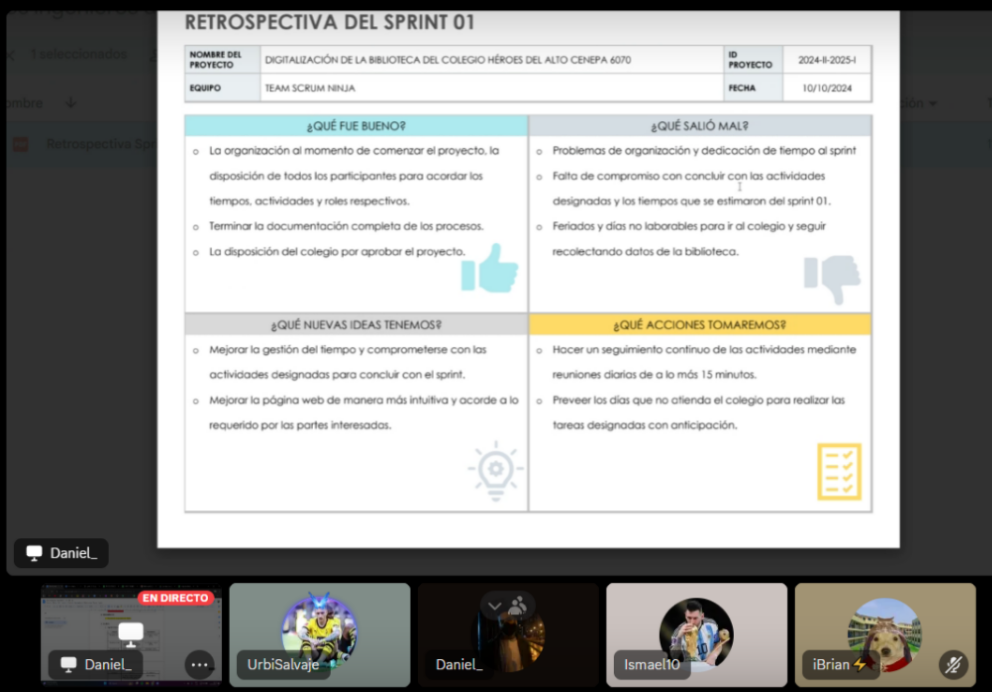 1 seleccionados
Retrospectiva Spr
RETROSPECTIVA DEL SPRINT 01
NOMBRE DEL PROYECTO
DIGITALIZACIÓN DE LA BIBLIOTECA DEL COLEGIO HÉROES DEL ALTO CENEPA 6070
ID PROYECTO
2024-II-2025-I
EQUIPO
TEAM SCRUM NINJA
FECHA
10/10/2024
¿QUÉ FUE BUENO?
La organización al momento de comenzar el proyecto, la
disposición de todos los participantes para acordar los
tiempos, actividades y roles respectivos.
Terminar la documentación completa de los procesos.
La disposición del colegio por aprobar el proyecto.
¿QUÉ SALIÓ MAL?
Problemas de organización y dedicación de tiempo al sprint
Falta de compromiso con concluir con las actividades
designadas y los tiempos que se estimaron del sprint 01.
Feriados y días no laborables para ir al colegio y seguir
recolectando datos de la biblioteca.
¿QUÉ NUEVAS IDEAS TENEMOS?
Mejorar la gestión del tiempo y comprometerse con las
actividades designadas para concluir con el sprint.
Mejorar la página web de manera más intuitiva y acorde a lo
requerido por las partes interesadas.
¿QUÉ ACCIONES TOMAREMOS?
Hacer un seguimiento continuo de las actividades mediante
reuniones diarias de a lo más 15 minutos.
Preveer los días que no atienda el colegio para realizar las
tareas designadas con anticipación.
Daniel_
EN DIRECTO
Daniel_
UrbiSalvaje
Daniel_
Ismael10
iBrian⚡